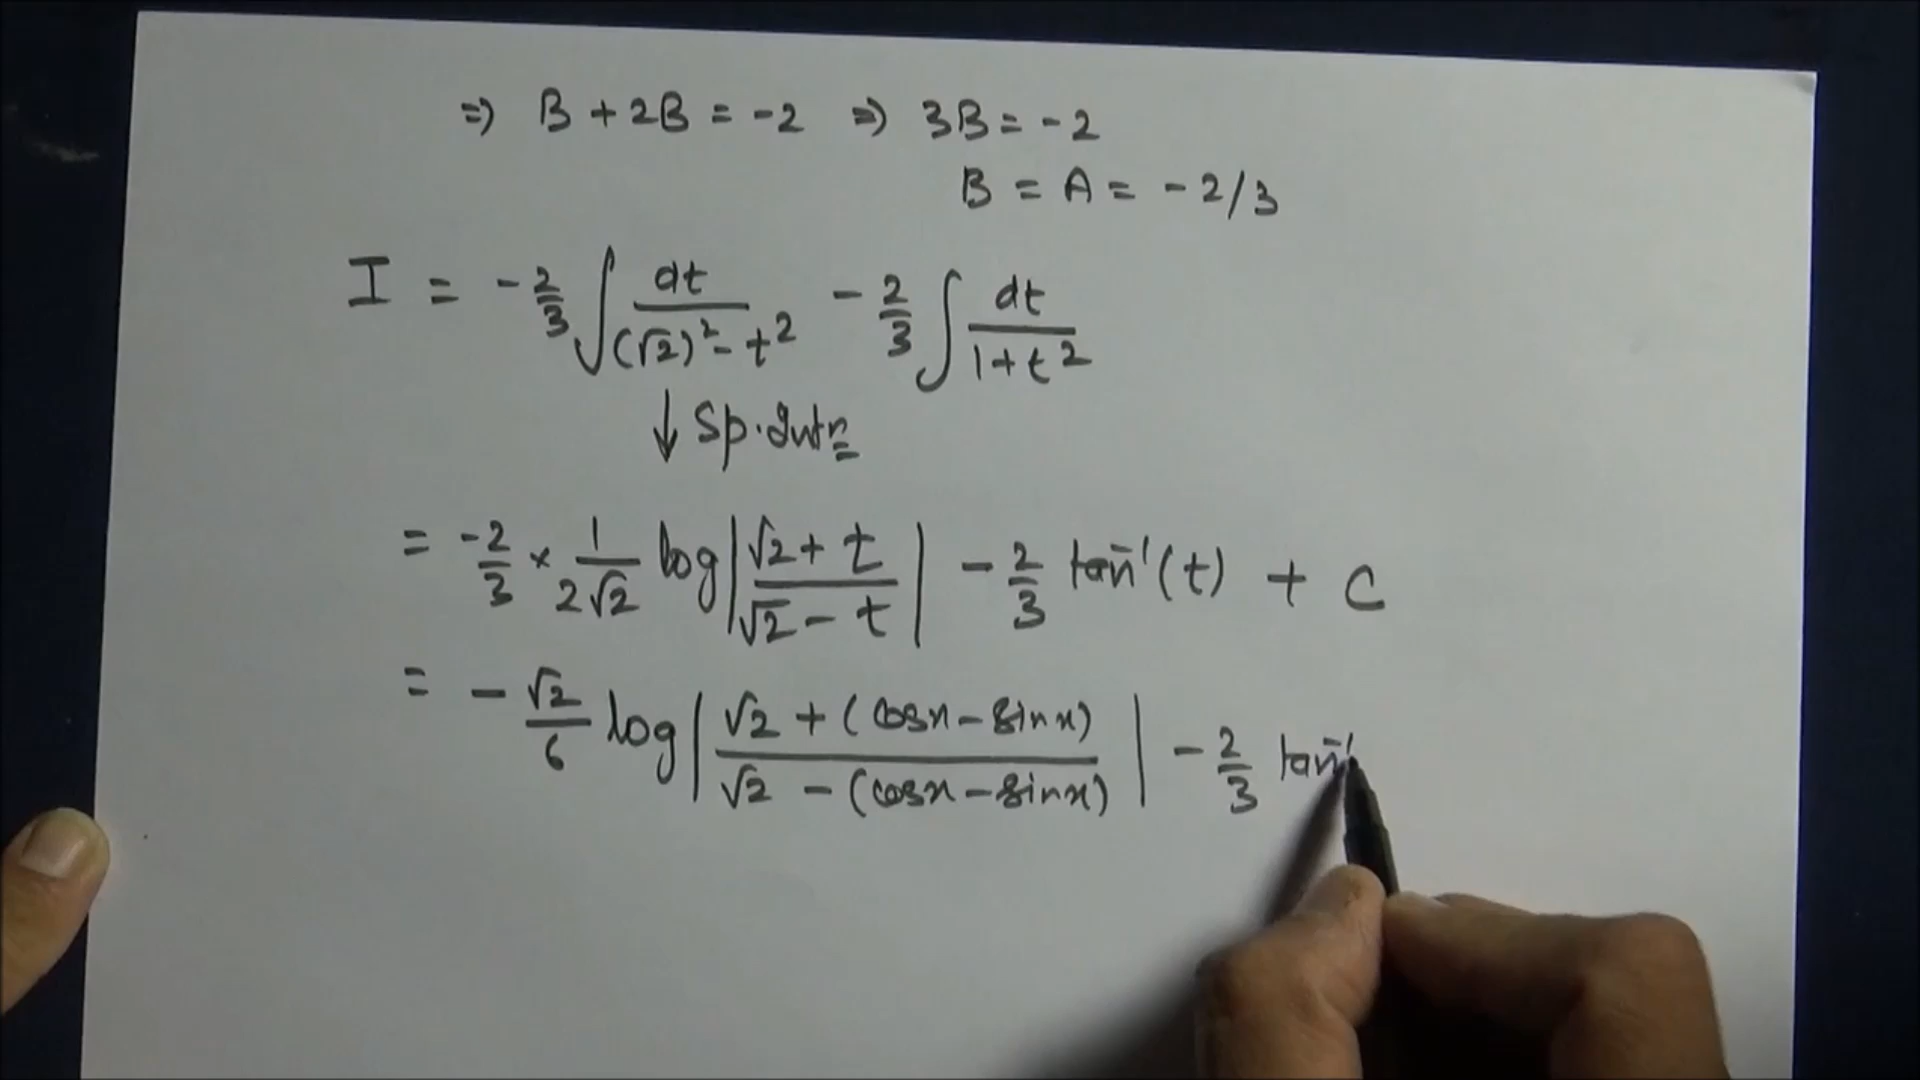 ⇒ B + 2B = -2 ⇒ 3B = -2
B = A = -2/3
I = -2/3 ∫ dt/((√2)² - t²) - 2/3 ∫ dt/(1+t²)
↓ Sp. Intn
= -2/3 × 1/(2√2) log |(√2 + t)/(√2 - t)| - 2/3 tan⁻¹(t) + C
= -√2/6 log |(√2 + (cosx - sinx))/(√2 - (cosx - sinx))| - 2/3 tan⁻¹